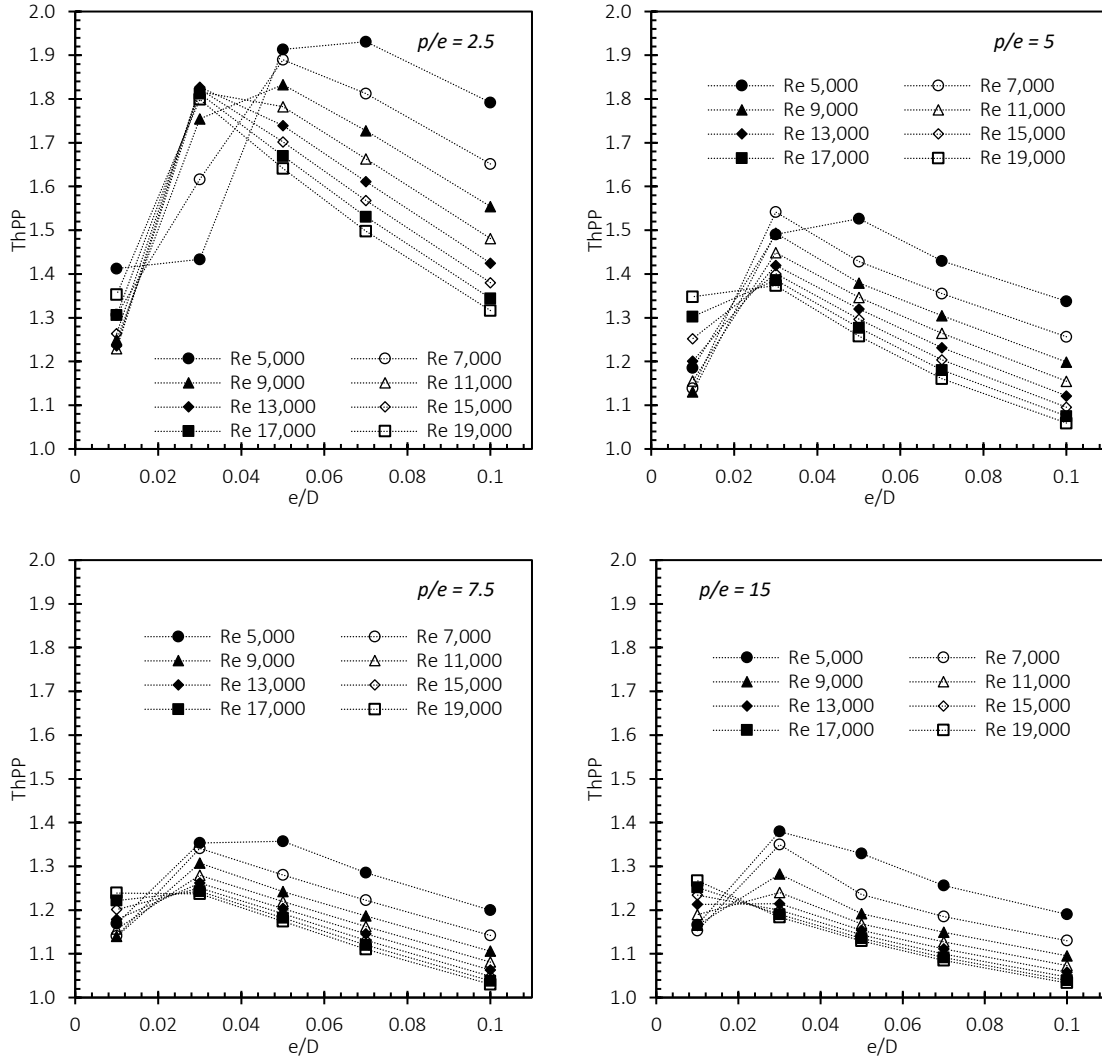 2.0
1.9
1.8
1.7
1.6
1.5
1.4
1.3
1.2
1.1
1.0
ThPP
p/e = 2.5
Re 5,000 Re 7,000
Re 9,000 Re 11,000
Re 13,000 Re 15,000
Re 17,000 Re 19,000
0 0.02 0.04 0.06 0.08 0.1
e/D
2.0
1.9
1.8
1.7
1.6
1.5
1.4
1.3
1.2
1.1
1.0
ThPP
p/e = 5
Re 5,000 Re 7,000
Re 9,000 Re 11,000
Re 13,000 Re 15,000
Re 17,000 Re 19,000
0 0.02 0.04 0.06 0.08 0.1
e/D
2.0
1.9
1.8
1.7
1.6
1.5
1.4
1.3
1.2
1.1
1.0
ThPP
p/e = 7.5
Re 5,000 Re 7,000
Re 9,000 Re 11,000
Re 13,000 Re 15,000
Re 17,000 Re 19,000
0 0.02 0.04 0.06 0.08 0.1
e/D
2.0
1.9
1.8
1.7
1.6
1.5
1.4
1.3
1.2
1.1
1.0
ThPP
p/e = 15
Re 5,000 Re 7,000
Re 9,000 Re 11,000
Re 13,000 Re 15,000
Re 17,000 Re 19,000
0 0.02 0.04 0.06 0.08 0.1
e/D